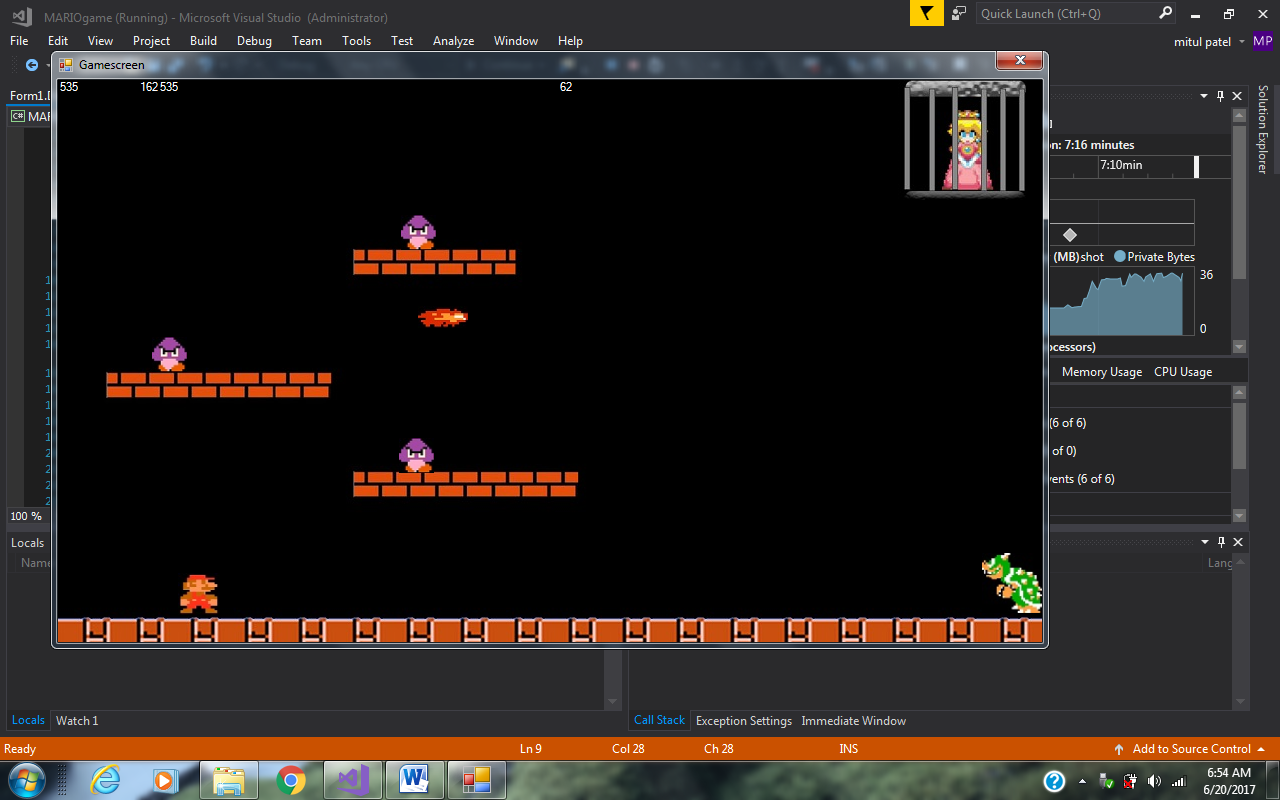 MARIOgame (Running) - Microsoft Visual Studio (Administrator)
Quick Launch (Ctrl+Q)
File Edit View Project Build Debug Team Tools Test Analyze Window Help
mitul patel MP
Gamescreen
535 162 535 62
Form1.
C# MAR
Solution Explorer
on: 7:16 minutes
7:10min
(MB) shot Private Bytes
36
0
ocessors)
Memory Usage CPU Usage
(6 of 6)
of 0)
vents (6 of 6)
100 %
Locals
Name
Lang
Locals Watch 1
Call Stack Exception Settings Immediate Window
Ready Ln 9 Col 28 Ch 28 INS Add to Source Control
W
6:54 AM
6/20/2017